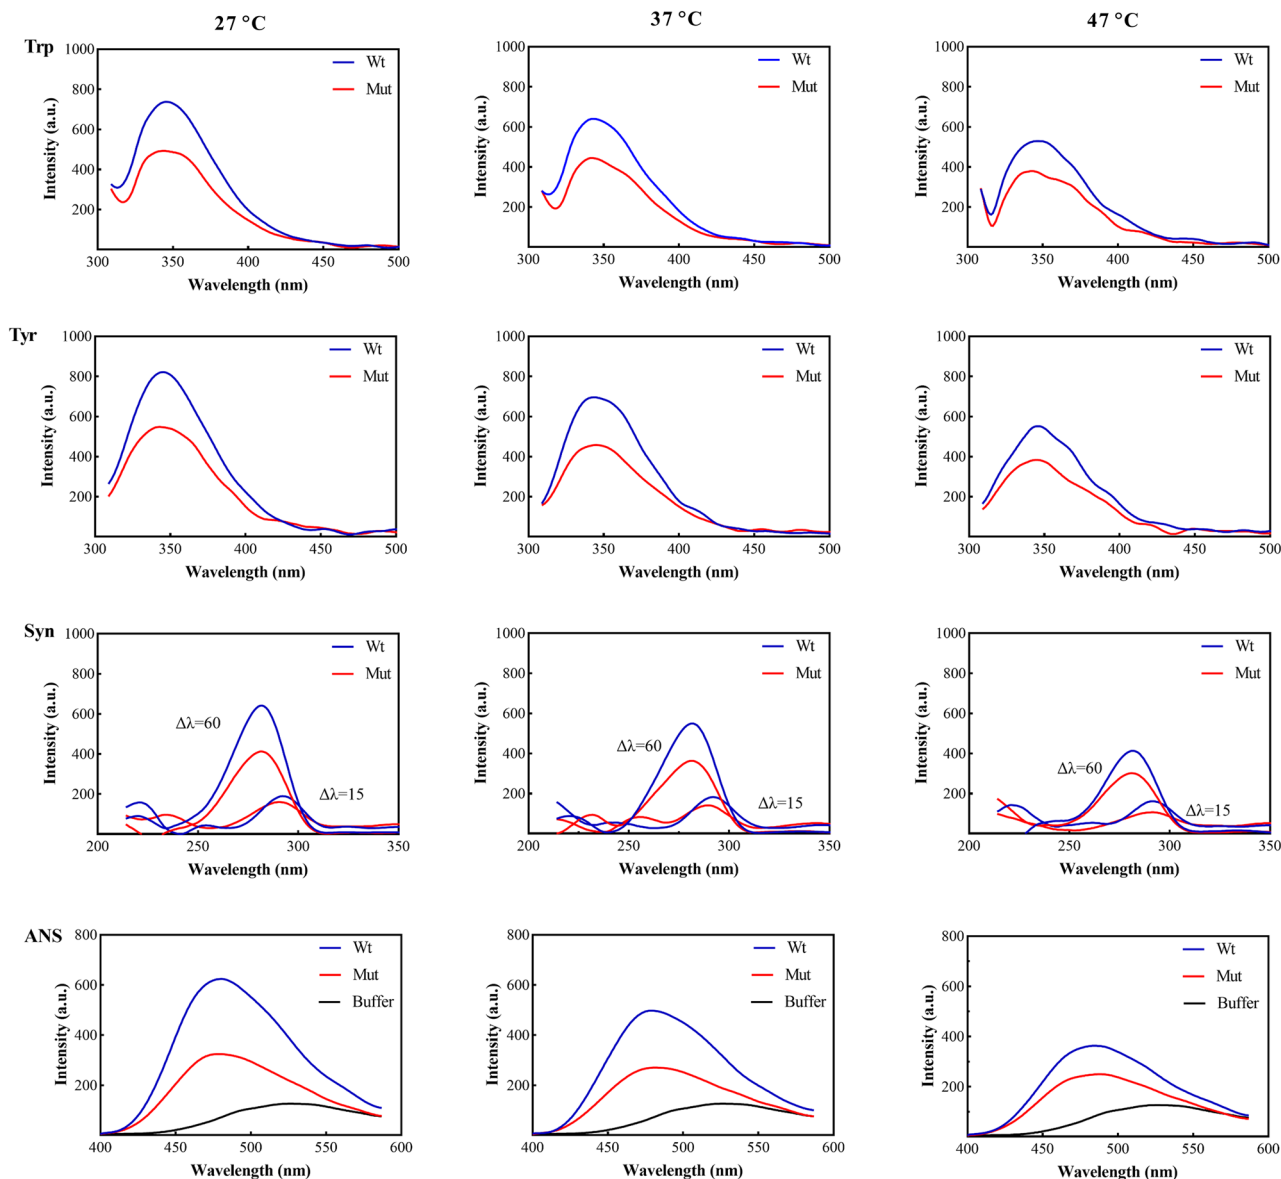 27 °C
37 °C
47 °C
Trp
Intensity (a.u.)
1000
800
600
400
200
300
350
400
450
500
Wavelength (nm)
Wt
Mut
Intensity (a.u.)
1000
800
600
400
200
300
350
400
450
500
Wavelength (nm)
Wt
Mut
Intensity (a.u.)
1000
800
600
400
200
300
350
400
450
500
Wavelength (nm)
Wt
Mut
Tyr
Intensity (a.u.)
1000
800
600
400
200
300
350
400
450
500
Wavelength (nm)
Wt
Mut
Intensity (a.u.)
1000
800
600
400
200
300
350
400
450
500
Wavelength (nm)
Wt
Mut
Intensity (a.u.)
1000
800
600
400
200
300
350
400
450
500
Wavelength (nm)
Wt
Mut
Syn
Intensity (a.u.)
1000
800
600
400
200
200
250
300
350
Wavelength (nm)
Wt
Mut
Δλ=60
Δλ=15
Intensity (a.u.)
1000
800
600
400
200
200
250
300
350
Wavelength (nm)
Wt
Mut
Δλ=60
Δλ=15
Intensity (a.u.)
1000
800
600
400
200
200
250
300
350
Wavelength (nm)
Wt
Mut
Δλ=60
Δλ=15
ANS
Intensity (a.u.)
800
600
400
200
400
450
500
550
600
Wavelength (nm)
Wt
Mut
Buffer
Intensity (a.u.)
800
600
400
200
400
450
500
550
600
Wavelength (nm)
Wt
Mut
Buffer
Intensity (a.u.)
800
600
400
200
400
450
500
550
600
Wavelength (nm)
Wt
Mut
Buffer